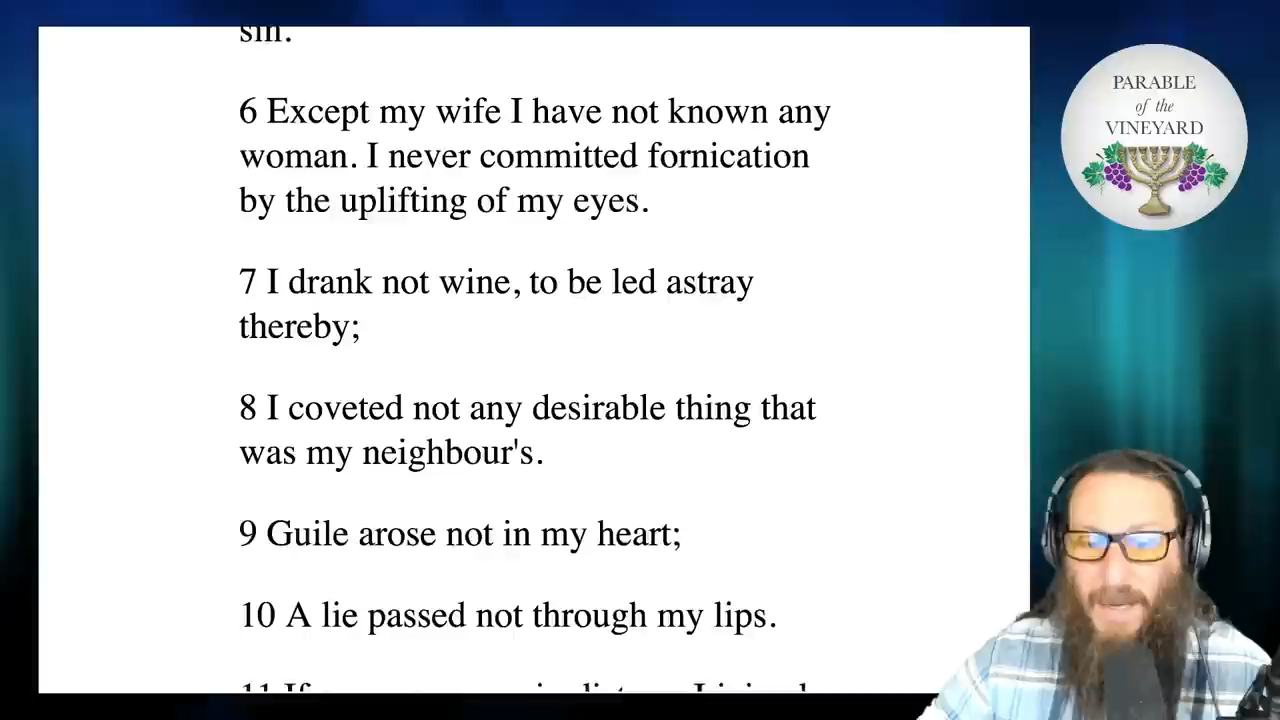 sin.
6 Except my wife I have not known any
woman. I never committed fornication
by the uplifting of my eyes.
7 I drank not wine, to be led astray
thereby;
8 I coveted not any desirable thing that
was my neighbour's.
9 Guile arose not in my heart;
10 A lie passed not through my lips.
PARABLE
of the
VINEYARD